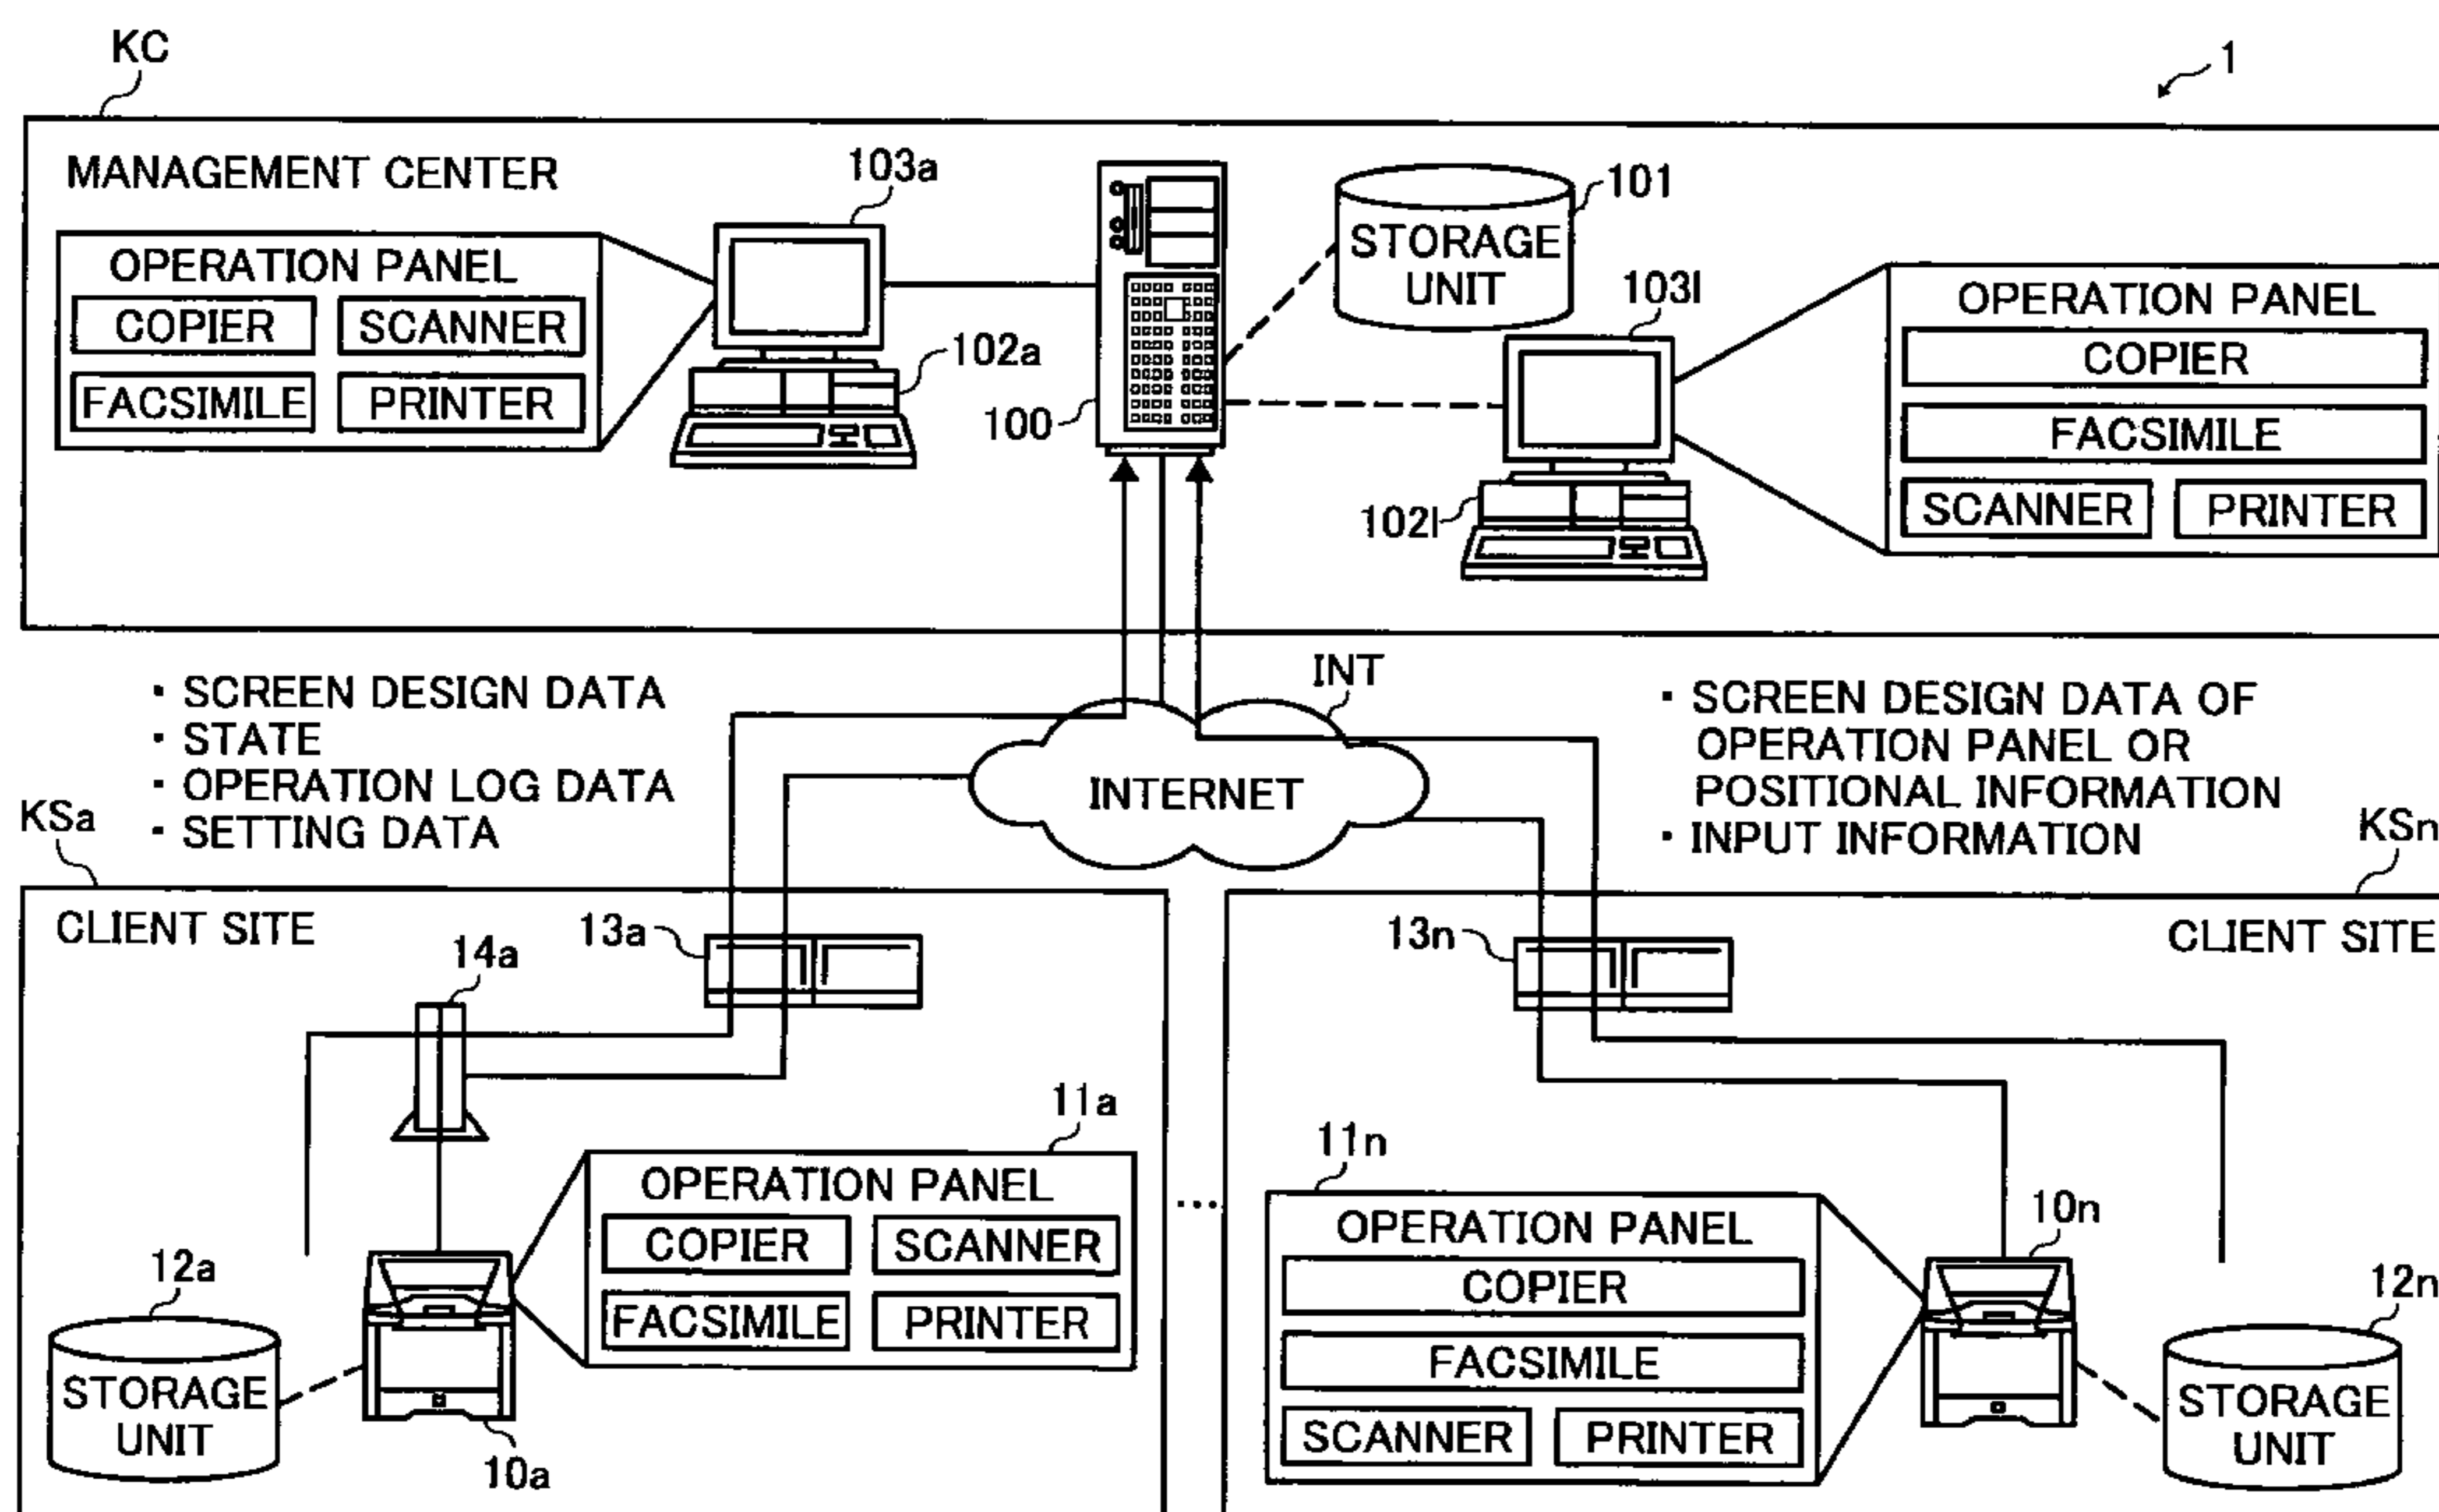 KC
1
MANAGEMENT CENTER
103a
101
OPERATION PANEL
COPIER
SCANNER
FACSIMILE
PRINTER
102a
100
STORAGE
UNIT
103l
OPERATION PANEL
COPIER
FACSIMILE
SCANNER
PRINTER
102l
・SCREEN DESIGN DATA
・STATE
・OPERATION LOG DATA
・SETTING DATA
INT
INTERNET
・SCREEN DESIGN DATA OF
OPERATION PANEL OR
POSITIONAL INFORMATION
・INPUT INFORMATION
KSa
KSn
CLIENT SITE
14a
13a
11a
OPERATION PANEL
COPIER
SCANNER
FACSIMILE
PRINTER
12a
STORAGE
UNIT
10a
...
CLIENT SITE
13n
11n
OPERATION PANEL
COPIER
FACSIMILE
SCANNER
PRINTER
10n
12n
STORAGE
UNIT